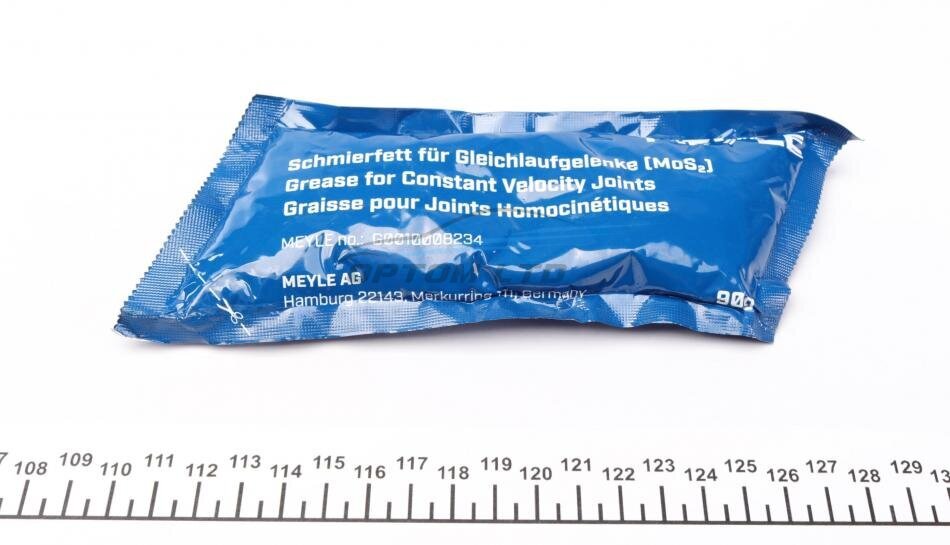 Schmierfett für Gleichlaufgelenke (MoS₂)
Grease for Constant Velocity Joints
Graisse pour Joints Homocinétiques
MEYLE no.: G0010008234
MEYLE AG
Hamburg 22143, Merkurring 111, Germany
90g
108 109 110 111 112 113 114 115 116 117 118 119 120 121 122 123 124 125 126 127 128 129